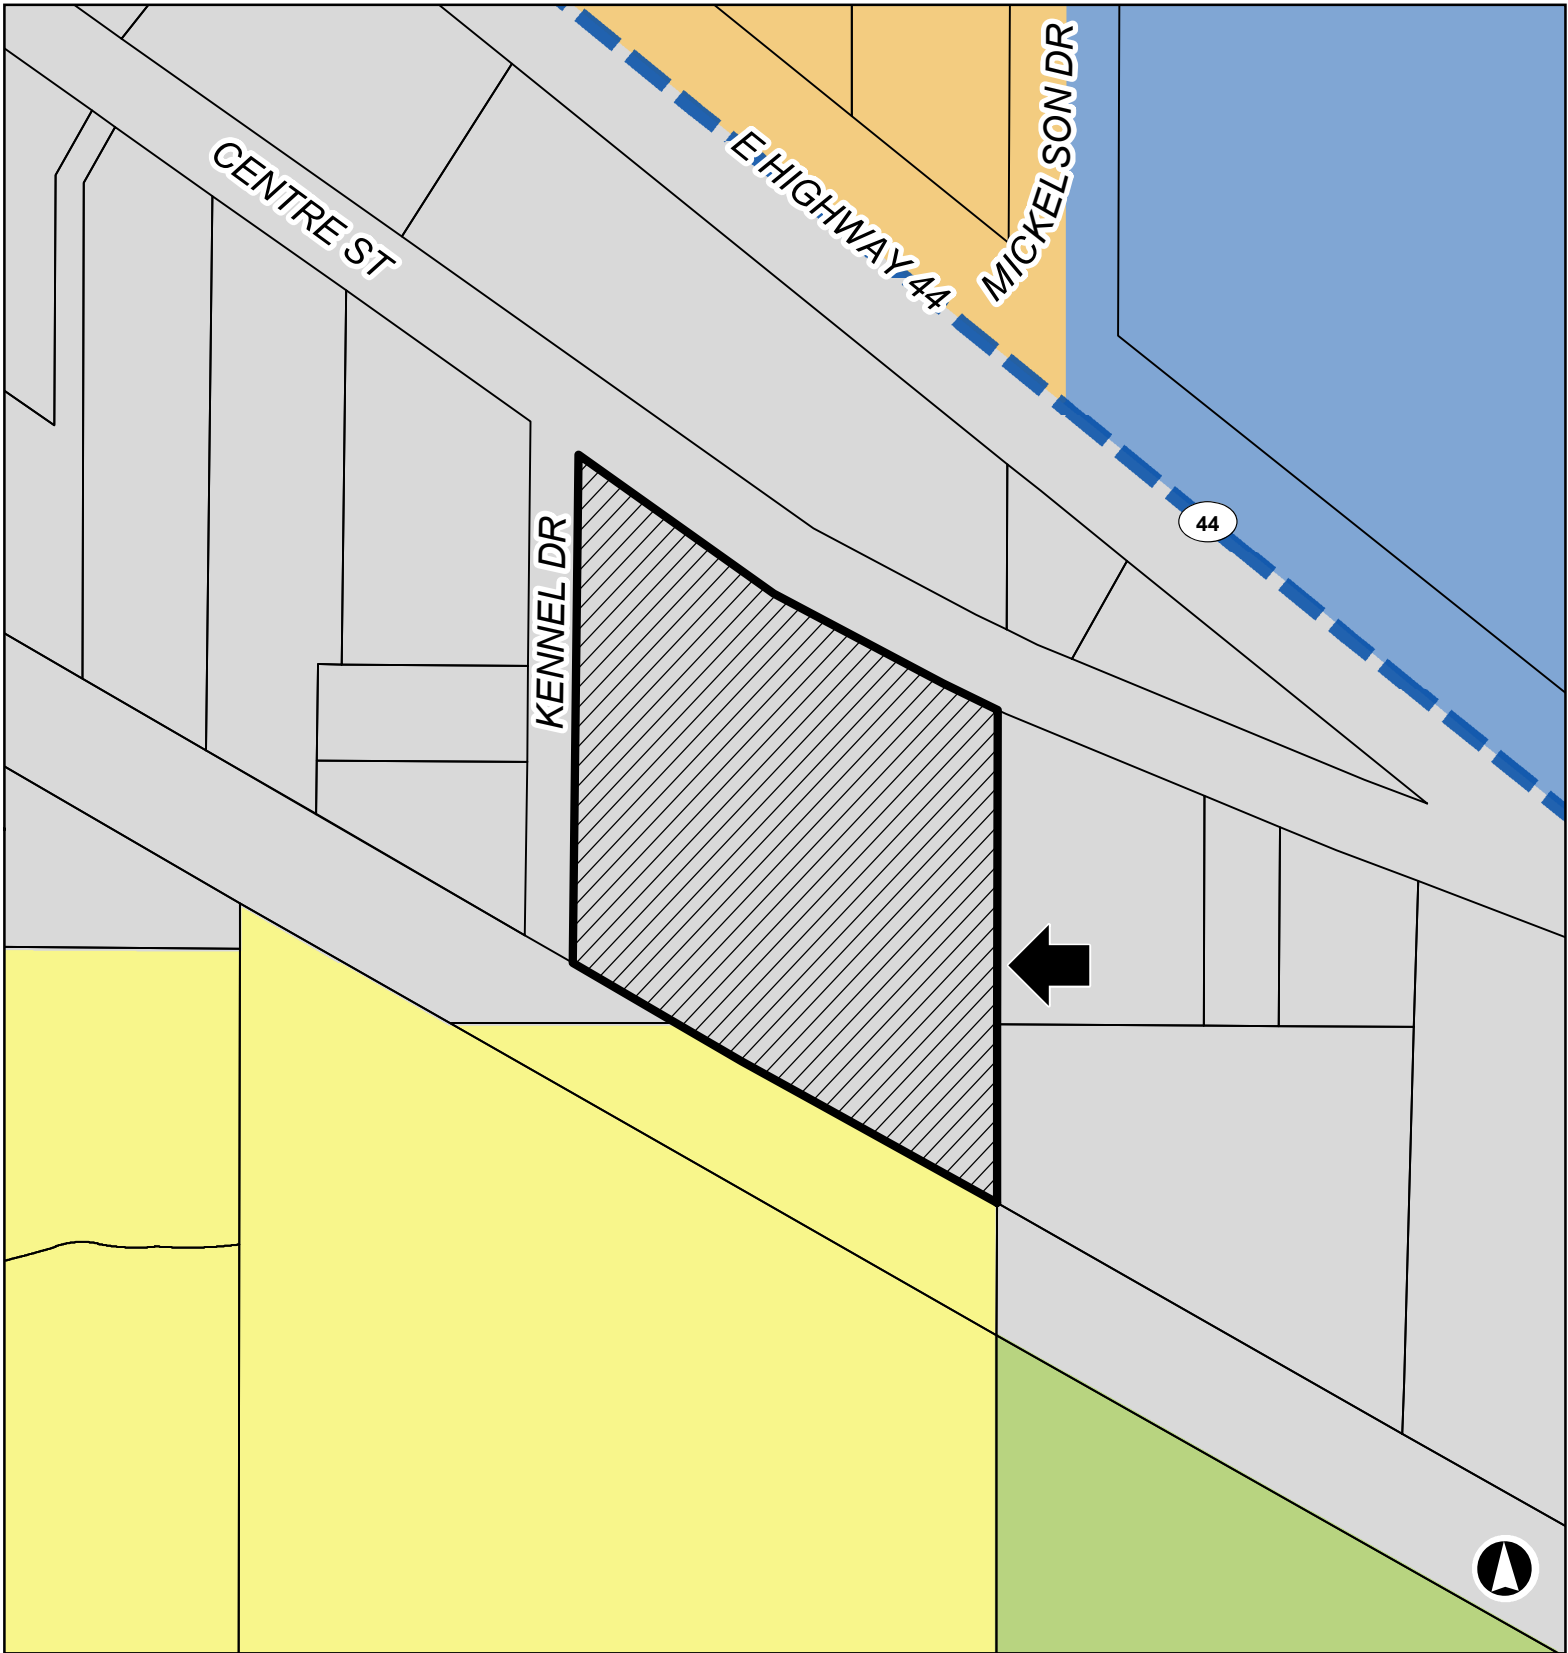 MICKELSON DR
E HIGHWAY 44
CENTRE ST
44
KENNEL DR